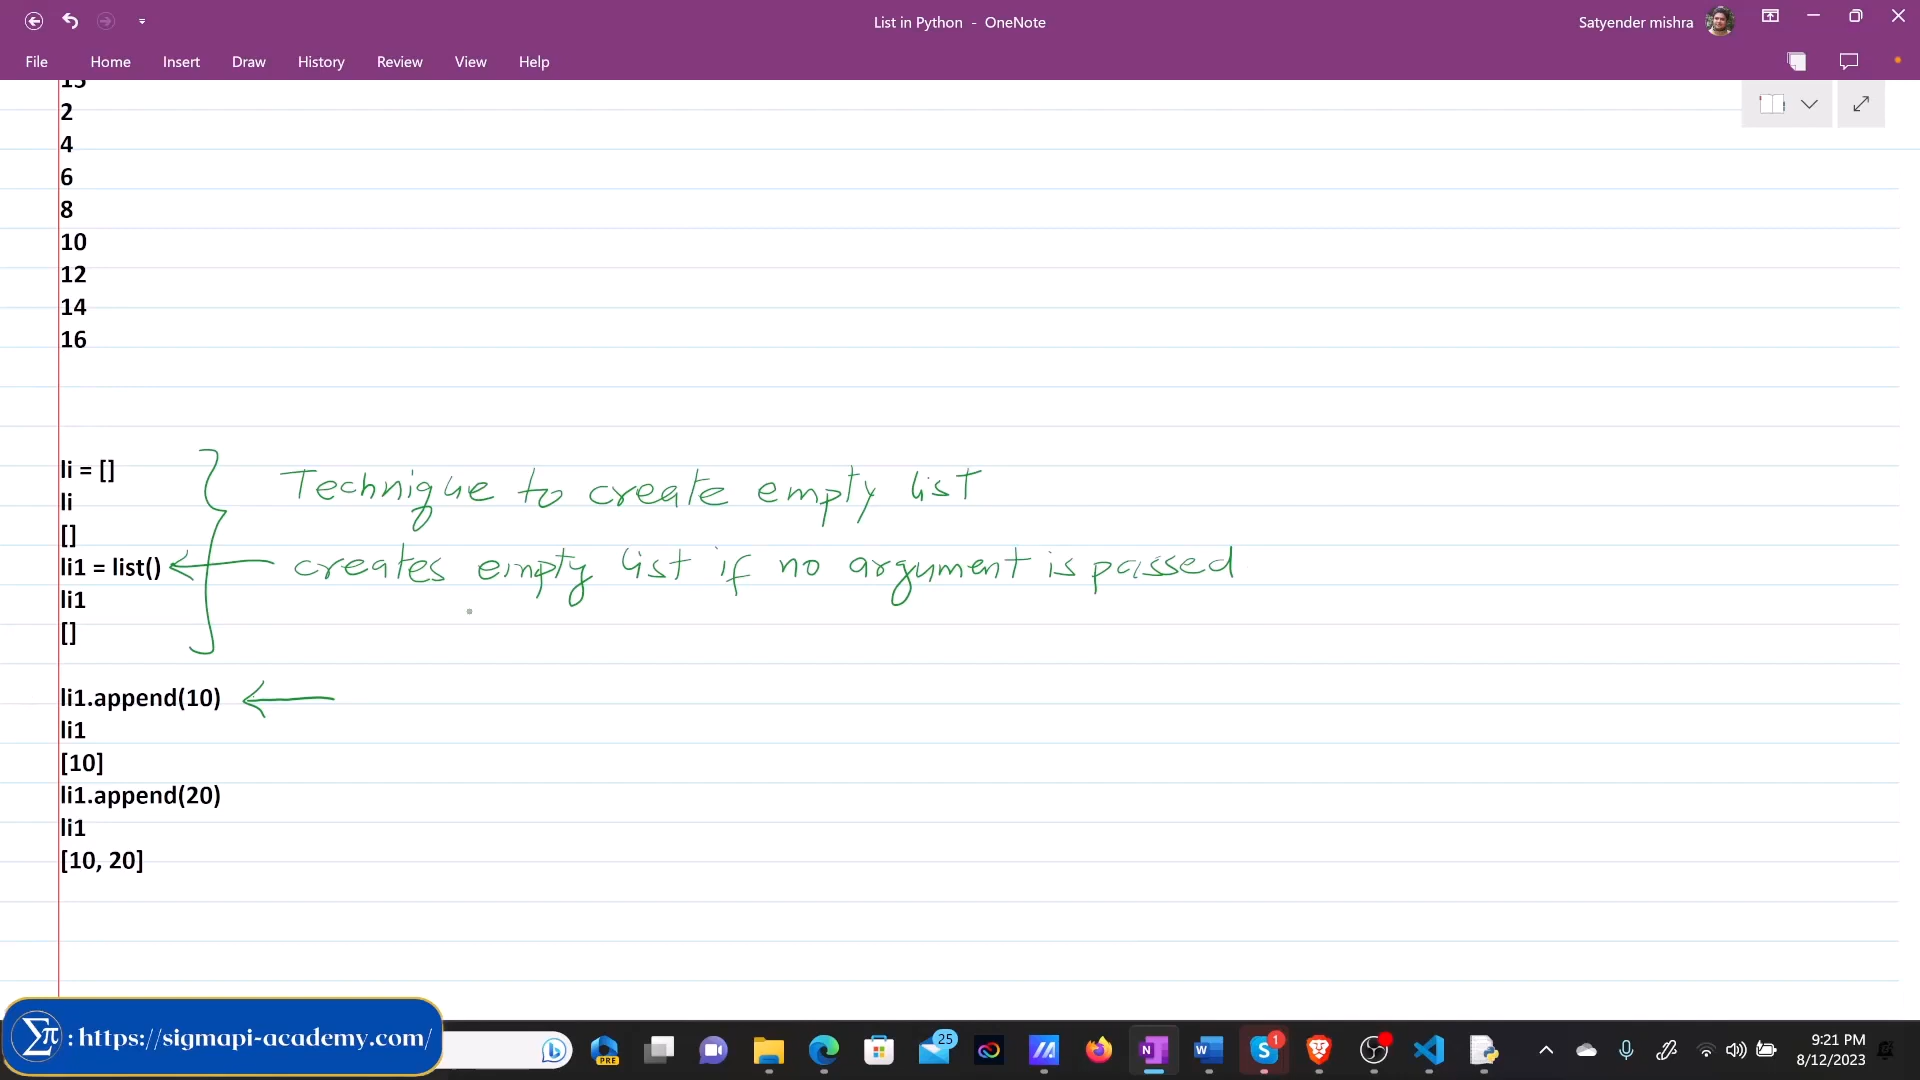 List in Python - OneNote
Satyender mishra
File Home Insert Draw History Review View Help
15
2
4
6
8
10
12
14
16
li = []
li
[]
li1 = list()
li1
[]
Technique to create empty list
creates empty list if no argument is passed
li1.append(10)
li1
[10]
li1.append(20)
li1
[10, 20]
Σπ : https://sigmapi-academy.com/
PRE
25
N
W
S
1
9:21 PM
8/12/2023